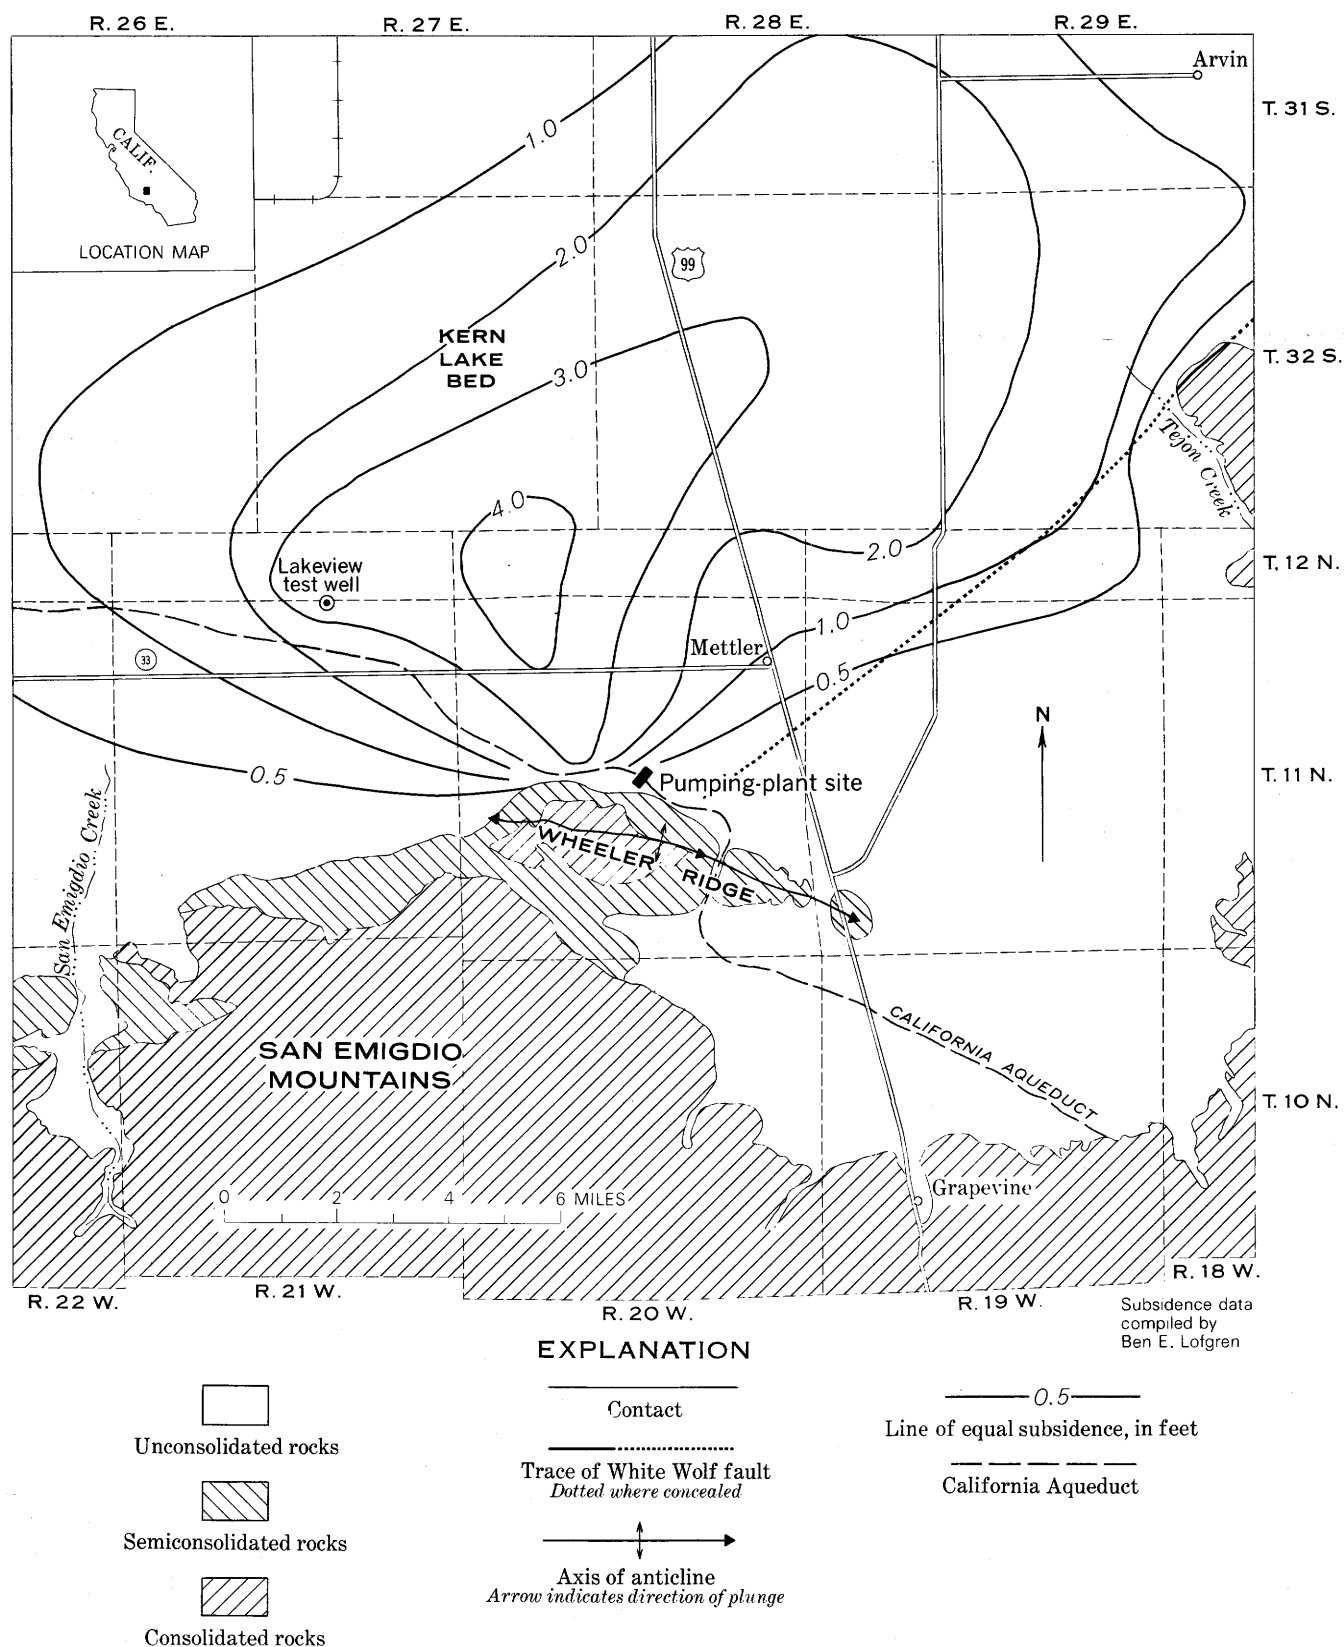 R. 26 E. R. 27 E. R. 28 E. R. 29 E.
Arvin
T. 31 S.
CALIF.
1.0
LOCATION MAP
2.0
99
KERN
LAKE
BED
3.0
T. 32 S.
Tejon Creek
4.0
2.0
Lakeview
test well
T. 12 N.
1.0
Mettler
33
0.5
N
0.5
Pumping-plant site
T. 11 N.
San Emigdio Creek
WHEELER
RIDGE
CALIFORNIA AQUEDUCT
SAN EMIGDIO
MOUNTAINS
T. 10 N.
Grapevine
0 2 4 6 MILES
R. 22 W. R. 21 W. R. 20 W. R. 19 W. R. 18 W.
Subsidence data
compiled by
Ben E. Lofgren
EXPLANATION
Unconsolidated rocks
Semiconsolidated rocks
Consolidated rocks
Contact
Trace of White Wolf fault
Dotted where concealed
Axis of anticline
Arrow indicates direction of plunge
0.5
Line of equal subsidence, in feet
California Aqueduct